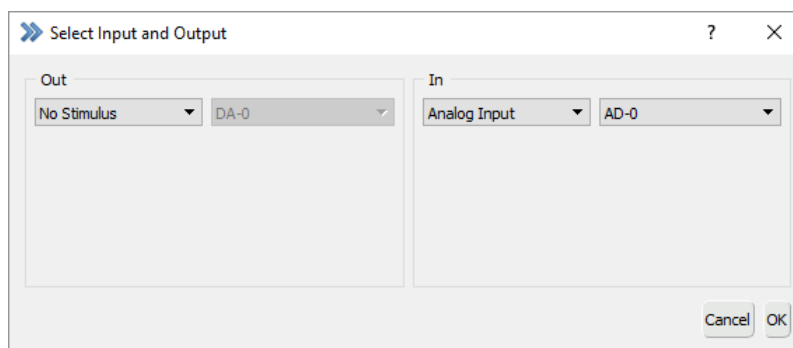 Select Input and Output
?
Out
In
No Stimulus
DA-0
Analog Input
AD-0
Cancel
OK